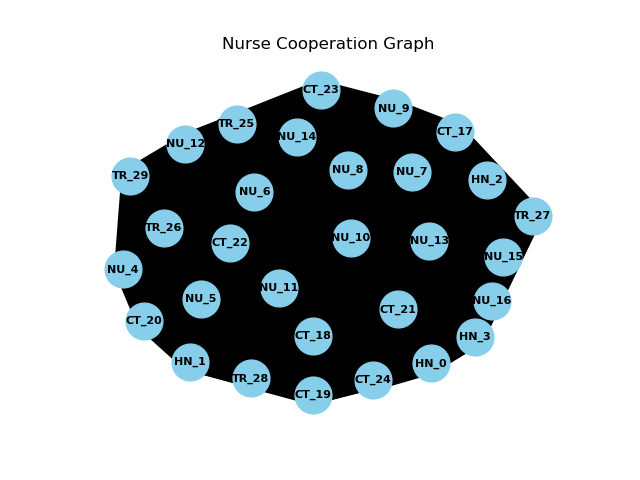 Nurse Cooperation Graph
CT_23
NU_9
TR_25
CT_17
NU_14
NU_12
NU_8
NU_7
TR_29
HN_2
NU_6
TR_27
TR_26
NU_10
NU_13
CT_22
NU_15
NU_4
NU_11
NU_5
NU_16
CT_21
CT_20
CT_18
HN_3
HN_1
HN_0
TR_28
CT_24
CT_19